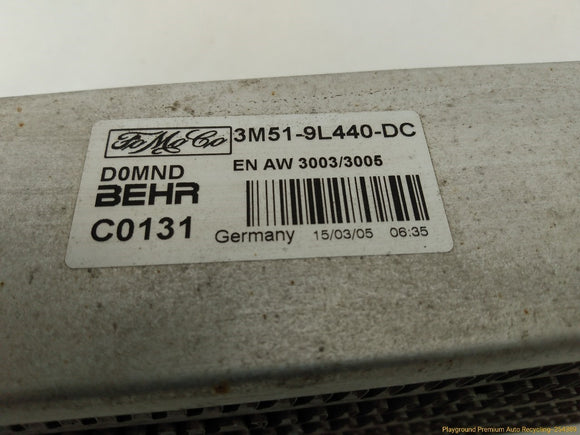 FoMoCo 3M51-9L440-DC
D0MND EN AW 3003/3005
BEHR
C0131
Germany 15/03/05 06:35
Playground Premium Auto Recycling -254889